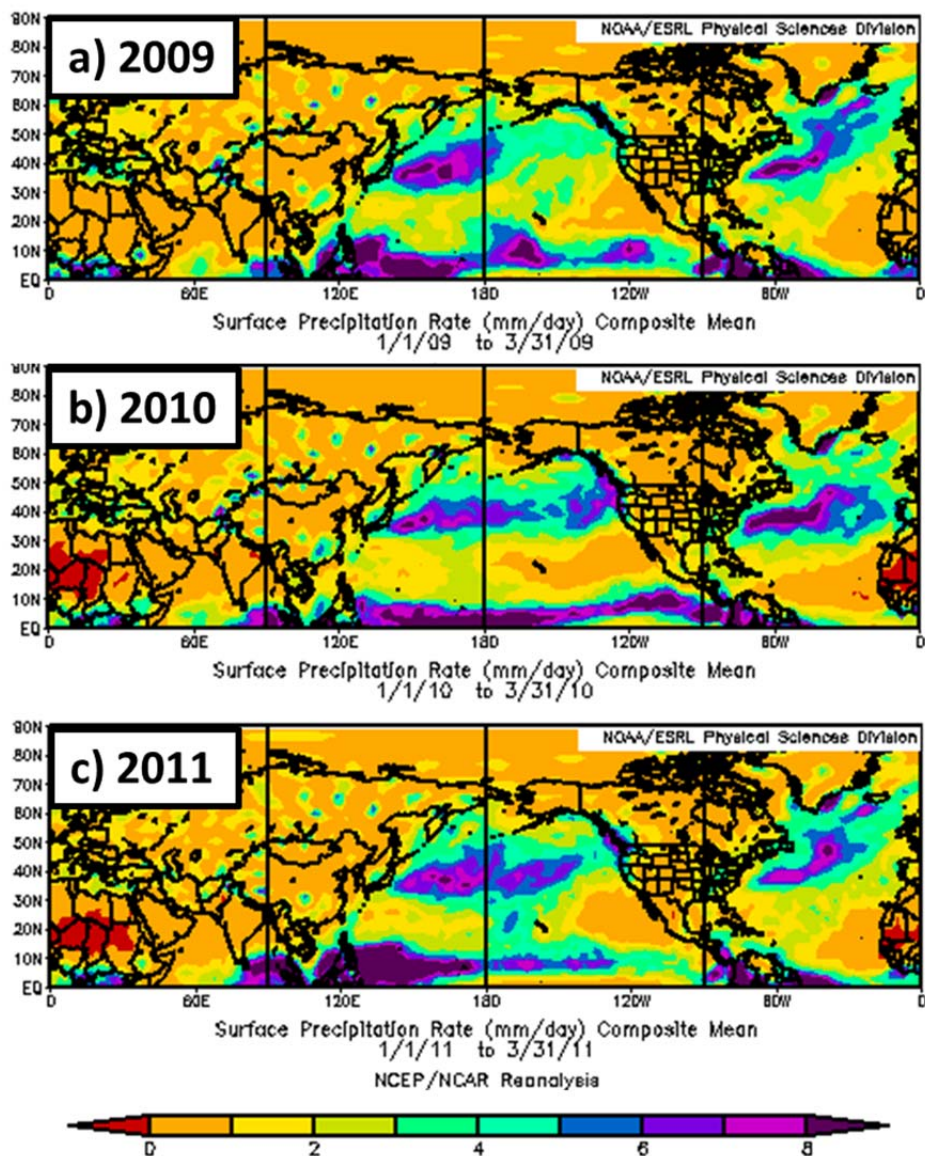 NOAA/ESRL Physical Sciences Division
a) 2009
90N
80N
70N
60N
50N
40N
30N
20N
10N
EQ
0 60E 120E 180 120W 60W 0
Surface Precipitation Rate (mm/day) Composite Mean
1/1/09 to 3/31/09
NOAA/ESRL Physical Sciences Division
b) 2010
90N
80N
70N
60N
50N
40N
30N
20N
10N
EQ
0 60E 120E 180 120W 60W 0
Surface Precipitation Rate (mm/day) Composite Mean
1/1/10 to 3/31/10
NOAA/ESRL Physical Sciences Division
c) 2011
90N
80N
70N
60N
50N
40N
30N
20N
10N
EQ
0 60E 120E 180 120W 60W 0
Surface Precipitation Rate (mm/day) Composite Mean
1/1/11 to 3/31/11
NCEP/NCAR Reanalysis
0 2 4 6 8